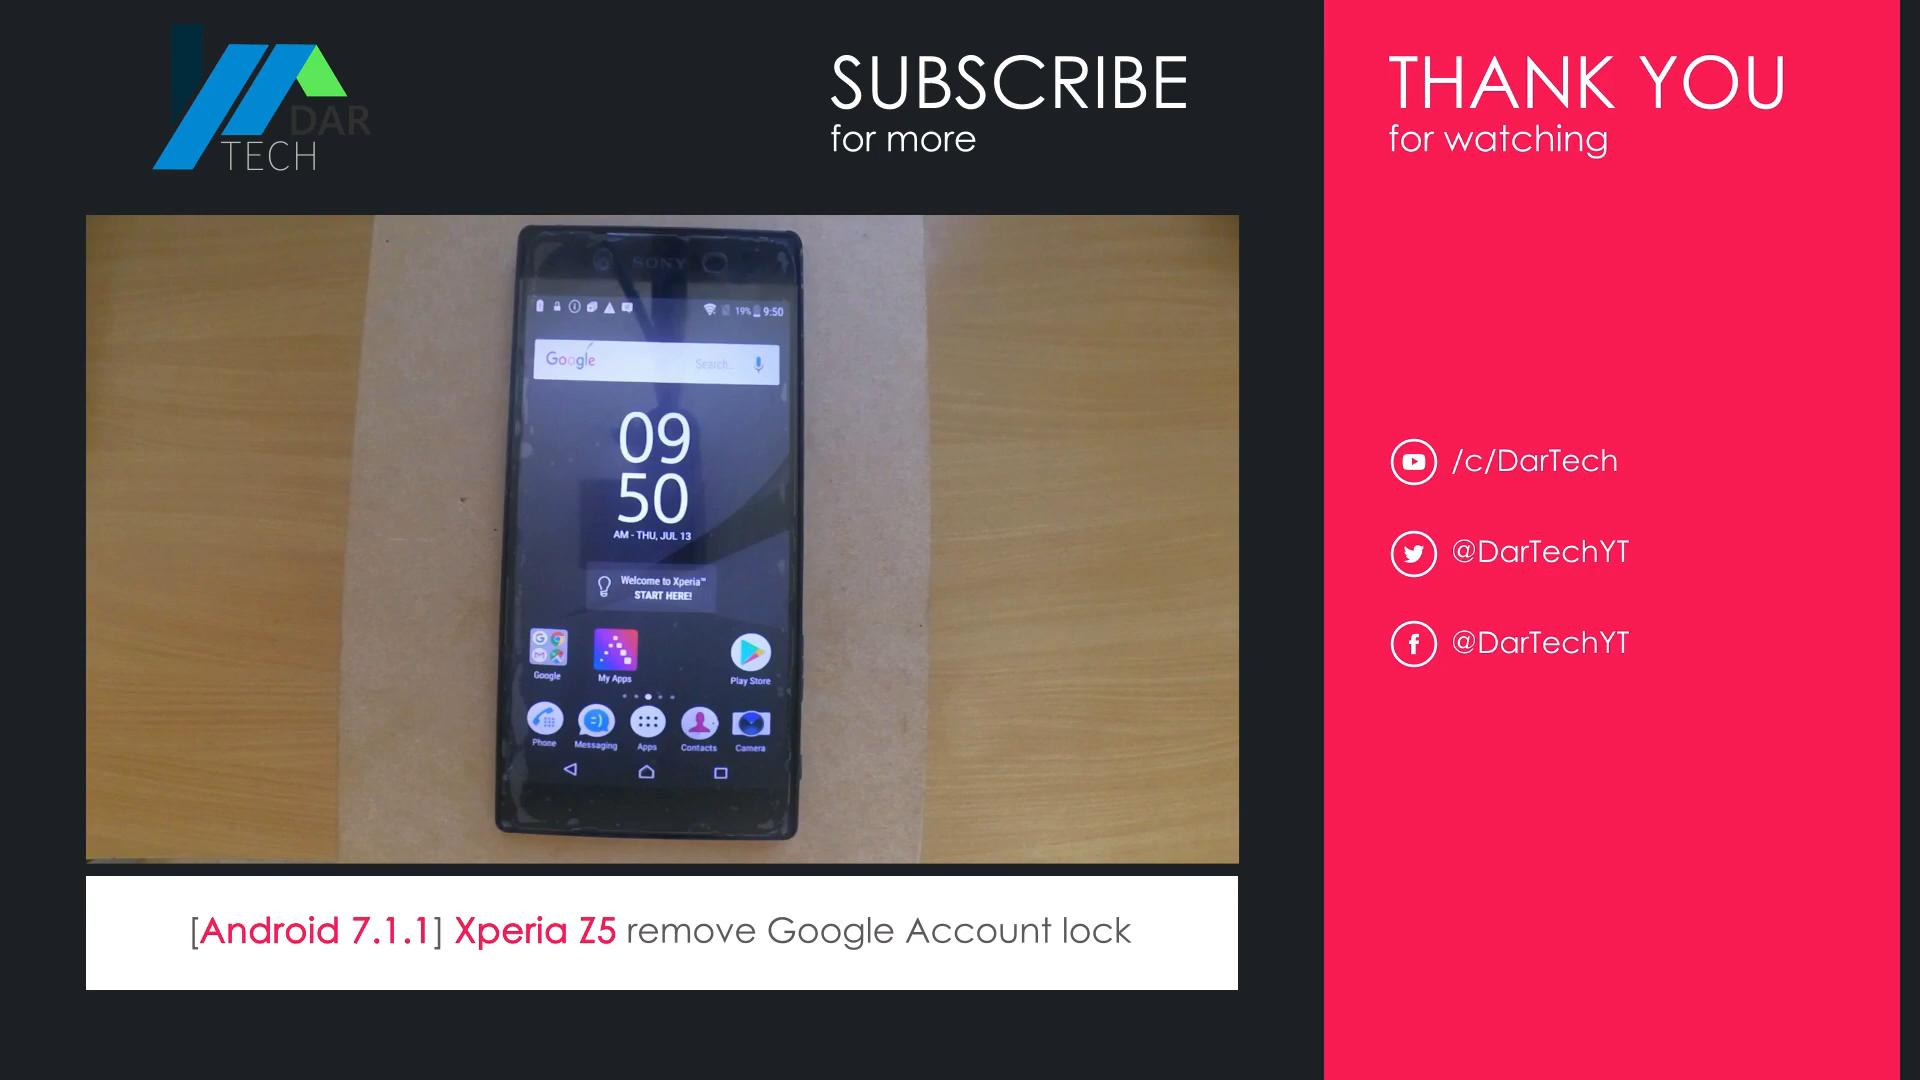 DAR
TECH
SUBSCRIBE
for more
THANK YOU
for watching
SONY
19% 9:50
Google Search...
09
50
AM - THU, JUL 13
Welcome to Xperia™
START HERE!
Google My Apps Play Store
Phone Messaging Apps Contacts Camera
/c/DarTech
@DarTechYT
@DarTechYT
[Android 7.1.1] Xperia Z5 remove Google Account lock